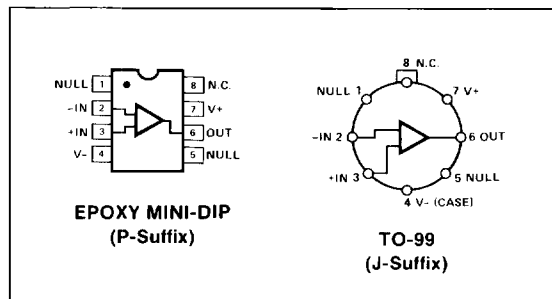 NULL 1
8 N.C.
-IN 2
7 V+
+IN 3
6 OUT
V- 4
5 NULL
EPOXY MINI-DIP
(P-Suffix)
8 N.C.
NULL 1
7 V+
-IN 2
6 OUT
+IN 3
5 NULL
4 V- (CASE)
TO-99
(J-Suffix)